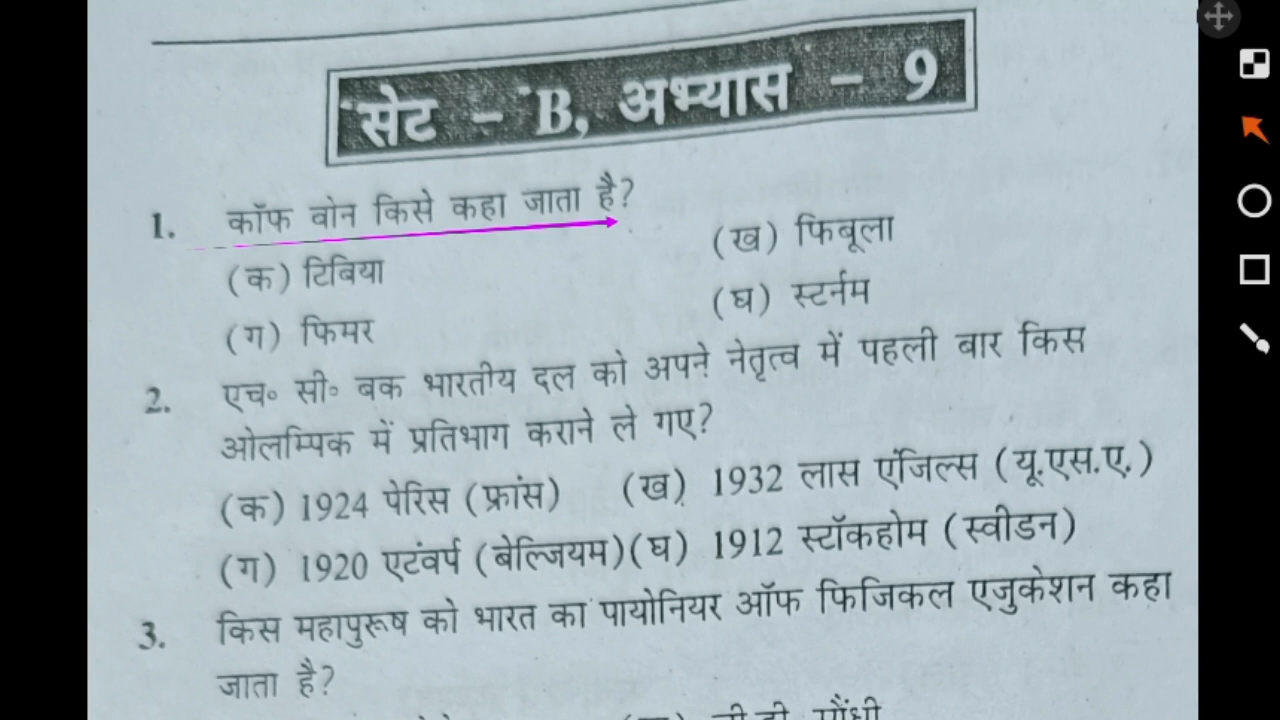 सेट - B, अभ्यास - 9
1. कॉफ वोन किसे कहा जाता है?
(क) टिबिया (ख) फिबूला
(ग) फिमर (घ) स्टर्नम
2. एच॰ सी॰ बक भारतीय दल को अपने नेतृत्व में पहली बार किस
ओलम्पिक में प्रतिभाग कराने ले गए?
(क) 1924 पेरिस (फ्रांस) (ख) 1932 लास एंजिल्स (यू.एस.ए.)
(ग) 1920 एटंवर्प (बेल्जियम) (घ) 1912 स्टॉकहोम (स्वीडन)
3. किस महापुरूष को भारत का पायोनियर ऑफ फिजिकल एजुकेशन कहा
जाता है?